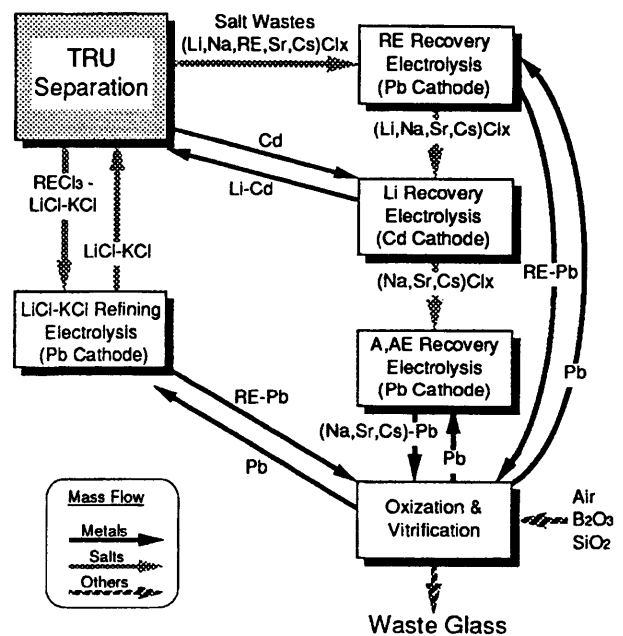 TRU
Separation
Salt Wastes
(Li,Na,RE,Sr,Cs)Clx
RE Recovery
Electrolysis
(Pb Cathode)
(Li,Na,Sr,Cs)Clx
Cd
Li-Cd
Li Recovery
Electrolysis
(Cd Cathode)
RECl3 -
LiCl-KCl
LiCl-KCl
(Na,Sr,Cs)Clx
RE-Pb
Pb
LiCl-KCl Refining
Electrolysis
(Pb Cathode)
A,AE Recovery
Electrolysis
(Pb Cathode)
RE-Pb
Pb
(Na,Sr,Cs)-Pb
Pb
Oxization &
Vitrification
Air
B2O3
SiO2
Waste Glass
Mass Flow
Metals
Salts
Others